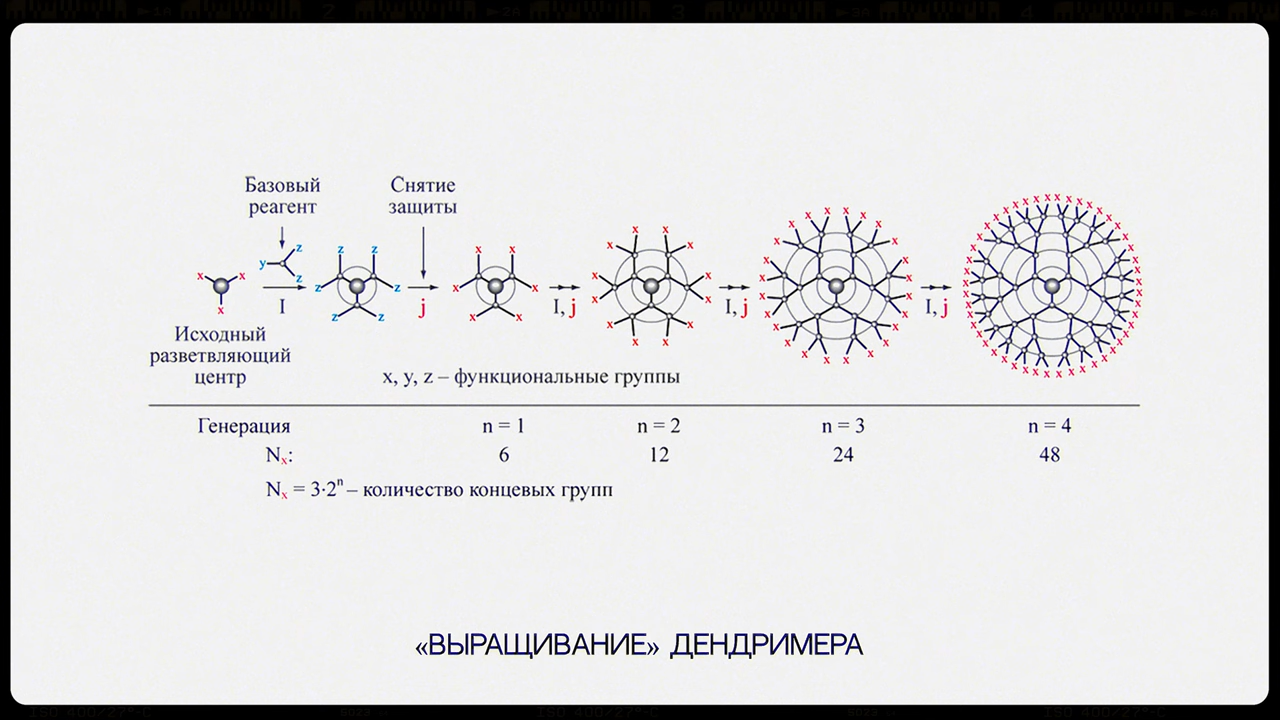 Базовый
реагент
Снятие
защиты
x x x
y z z
z z z z z z
x x x x x x
I
j
I, j
I, j
I, j
Исходный
разветвляющий
центр
x, y, z – функциональные группы
Генерация n = 1 n = 2 n = 3 n = 4
Nx: 6 12 24 48
Nx = 3·2ⁿ – количество концевых групп
«ВЫРАЩИВАНИЕ» ДЕНДРИМЕРА